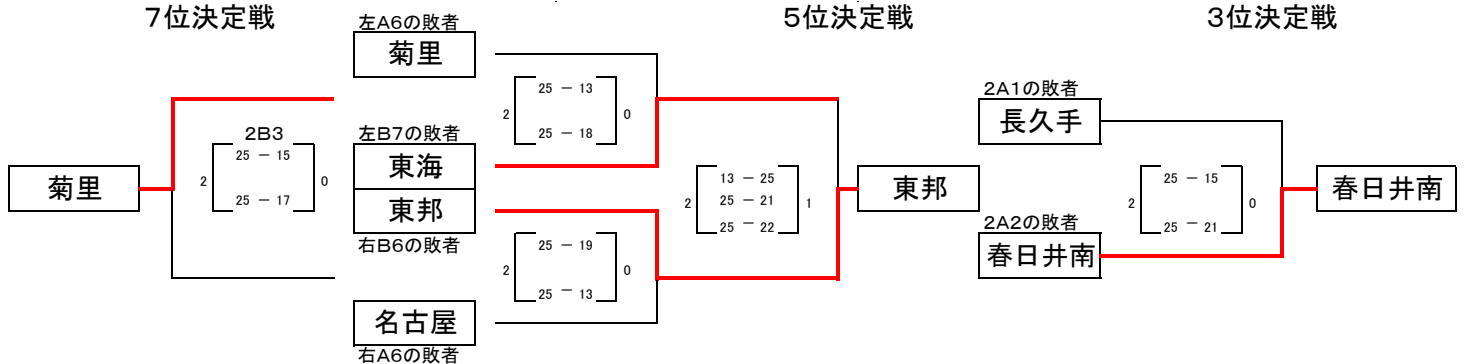 7位決定戦
5位決定戦
3位決定戦
左A6の敗者
菊里
25 － 13
2 0
25 － 18
2B3
25 － 15
2 0
25 － 17
菊里
左B7の敗者
東海
東邦
右B6の敗者
13 － 25
25 － 21
2 1
25 － 22
東邦
25 － 19
2 0
25 － 13
名古屋
右A6の敗者
2A1の敗者
長久手
25 － 15
2 0
25 － 21
春日井南
2A2の敗者
春日井南